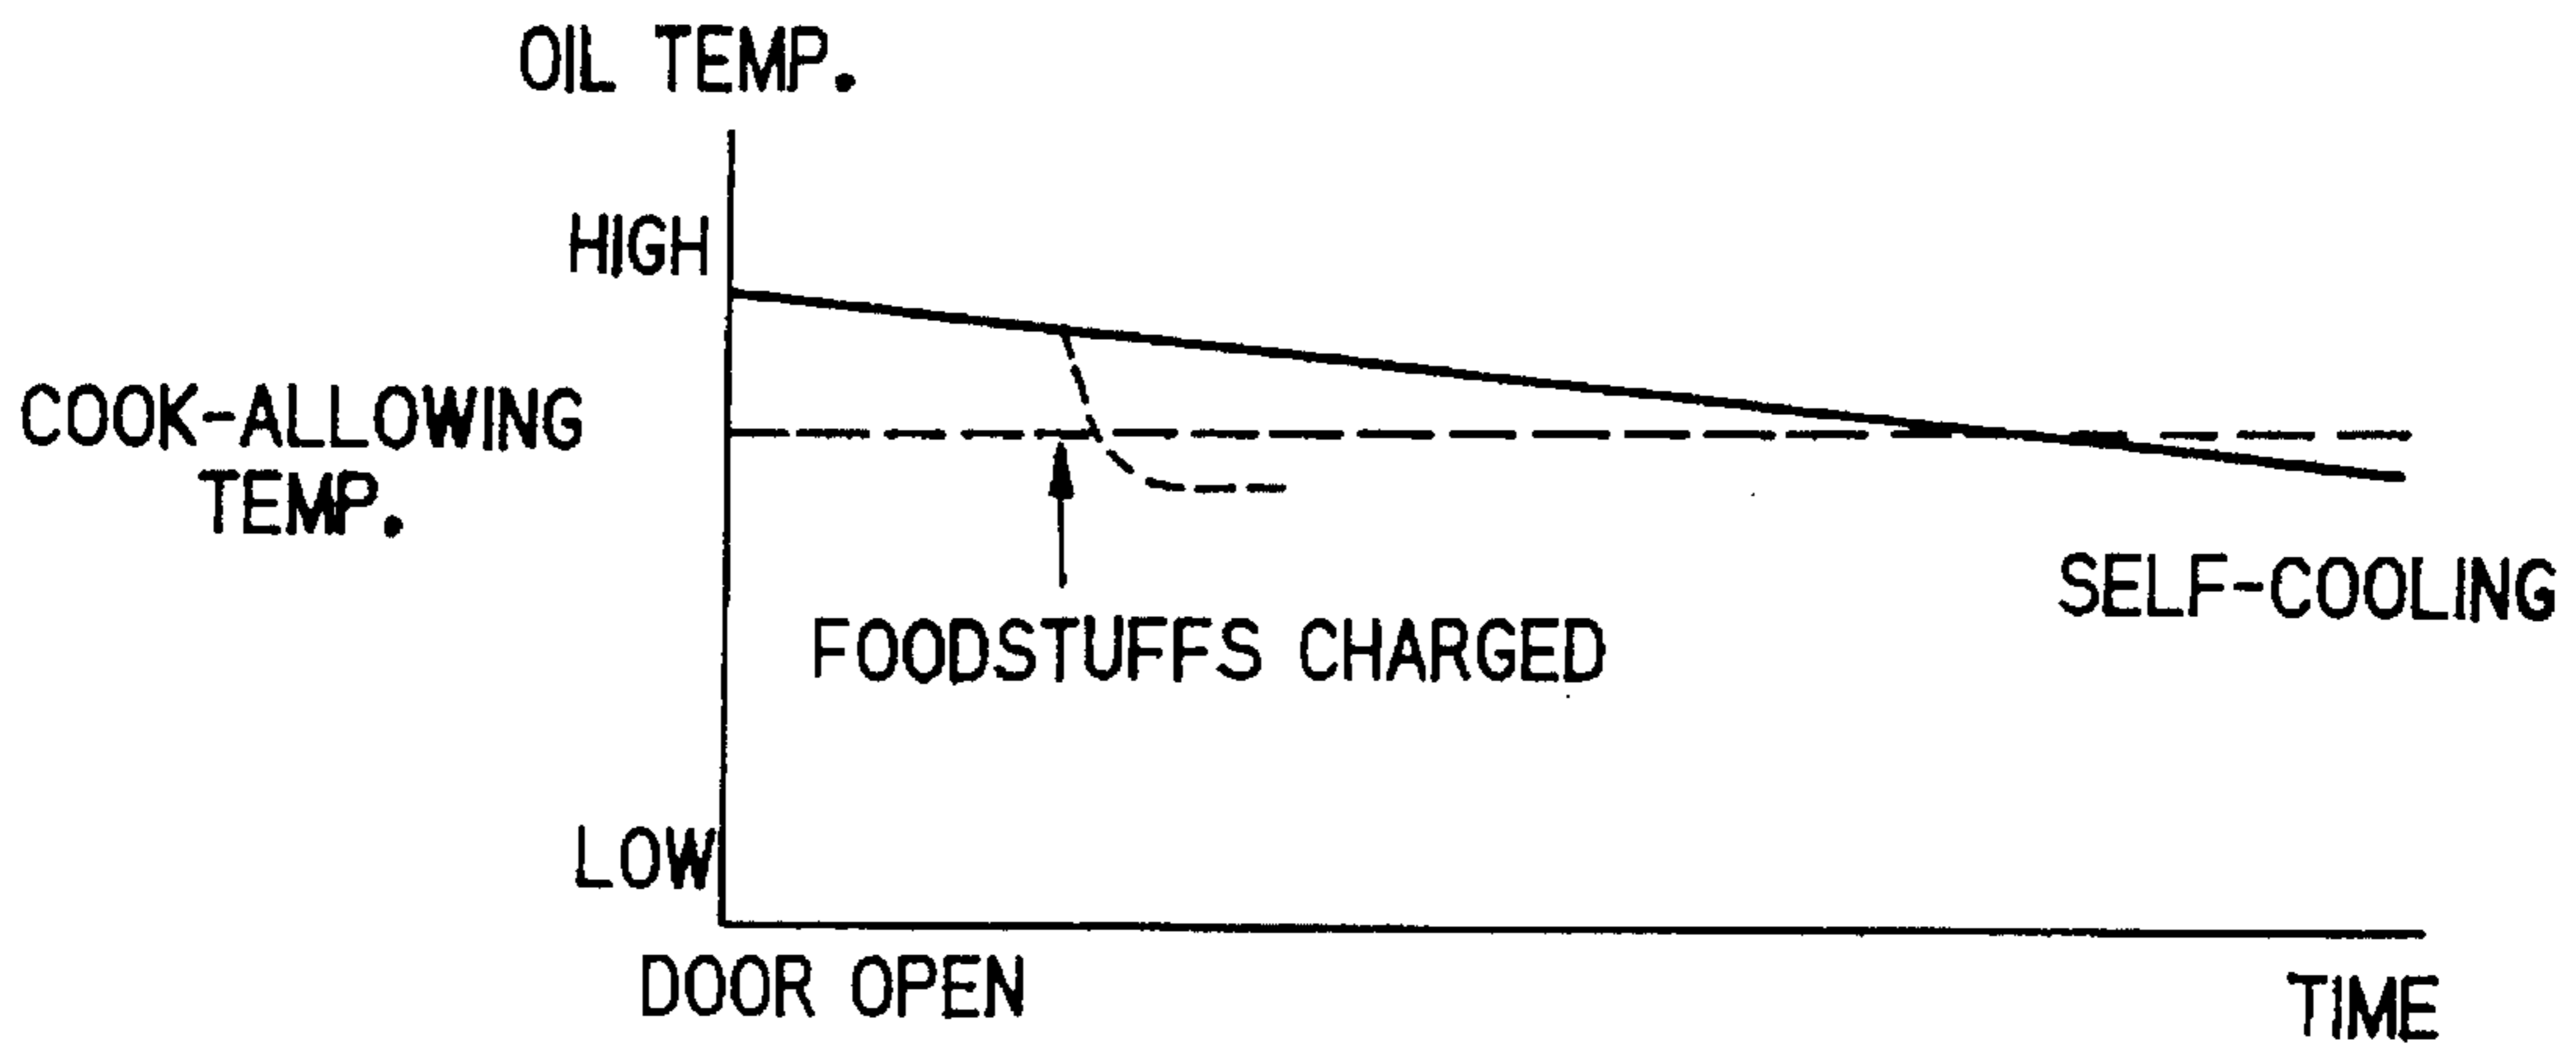 OIL TEMP.
HIGH
COOK-ALLOWING
TEMP.
SELF-COOLING
FOODSTUFFS CHARGED
LOW
DOOR OPEN
TIME